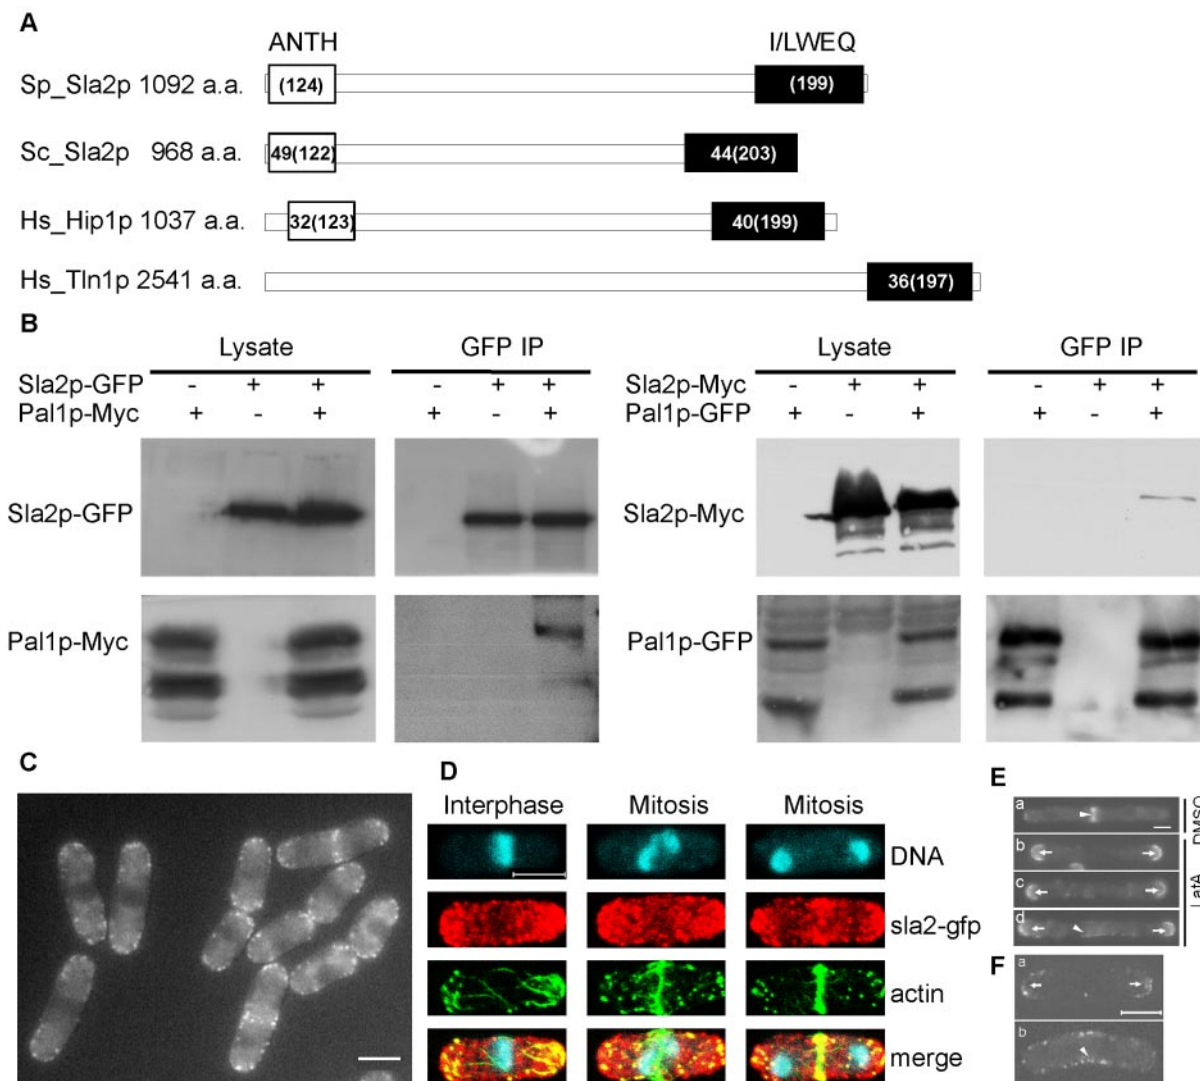 A
ANTH I/LWEQ
Sp_Sla2p 1092 a.a. (124) (199)
Sc_Sla2p 968 a.a. 49(122) 44(203)
Hs_Hip1p 1037 a.a. 32(123) 40(199)
Hs_Tln1p 2541 a.a. 36(197)
B
Lysate GFP IP
Sla2p-GFP - + + - + +
Pal1p-Myc + - + + - +
Sla2p-GFP
Pal1p-Myc
Lysate GFP IP
Sla2p-Myc - + + - + +
Pal1p-GFP + - + + - +
Sla2p-Myc
Pal1p-GFP
C
D
Interphase Mitosis Mitosis
DNA
sla2-gfp
actin
merge
E
a
b
c
d
DMSO
LatA
F
a
b